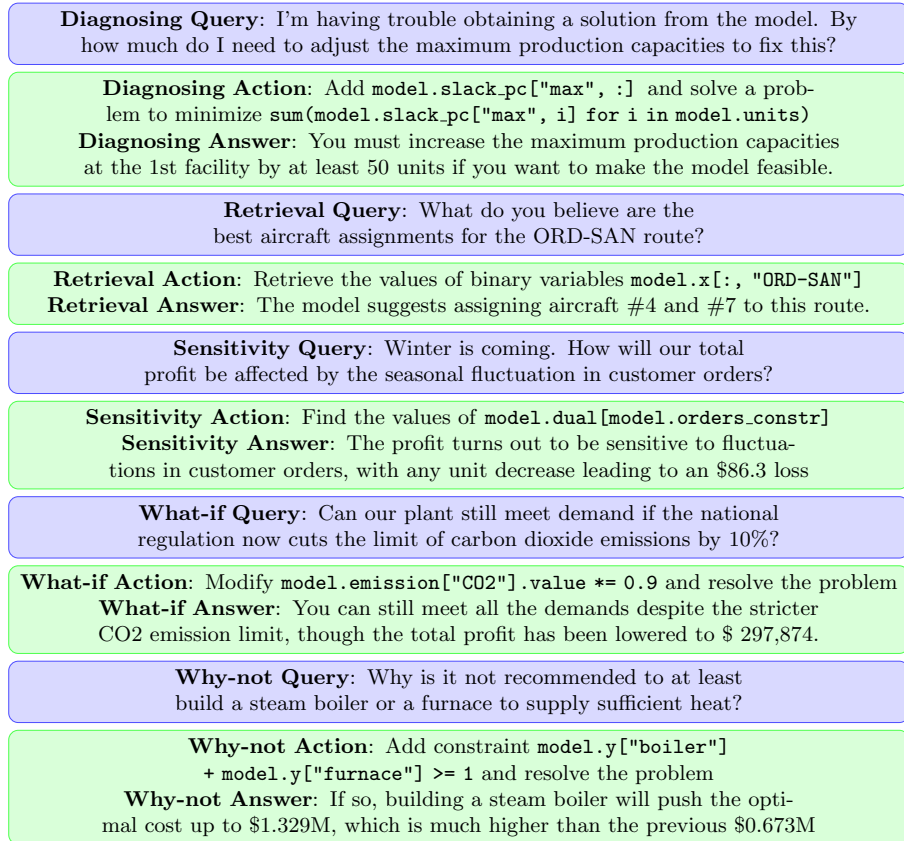 Diagnosing Query: I'm having trouble obtaining a solution from the model. By
how much do I need to adjust the maximum production capacities to fix this?
Diagnosing Action: Add model.slack_pc["max", :] and solve a prob-
lem to minimize sum(model.slack_pc["max", i] for i in model.units)
Diagnosing Answer: You must increase the maximum production capacities
at the 1st facility by at least 50 units if you want to make the model feasible.
Retrieval Query: What do you believe are the
best aircraft assignments for the ORD-SAN route?
Retrieval Action: Retrieve the values of binary variables model.x[:, "ORD-SAN"]
Retrieval Answer: The model suggests assigning aircraft #4 and #7 to this route.
Sensitivity Query: Winter is coming. How will our total
profit be affected by the seasonal fluctuation in customer orders?
Sensitivity Action: Find the values of model.dual[model.orders_constr]
Sensitivity Answer: The profit turns out to be sensitive to fluctua-
tions in customer orders, with any unit decrease leading to an $86.3 loss
What-if Query: Can our plant still meet demand if the national
regulation now cuts the limit of carbon dioxide emissions by 10%?
What-if Action: Modify model.emission["CO2"].value *= 0.9 and resolve the problem
What-if Answer: You can still meet all the demands despite the stricter
CO2 emission limit, though the total profit has been lowered to $ 297,874.
Why-not Query: Why is it not recommended to at least
build a steam boiler or a furnace to supply sufficient heat?
Why-not Action: Add constraint model.y["boiler"]
+ model.y["furnace"] >= 1 and resolve the problem
Why-not Answer: If so, building a steam boiler will push the opti-
mal cost up to $1.329M, which is much higher than the previous $0.673M